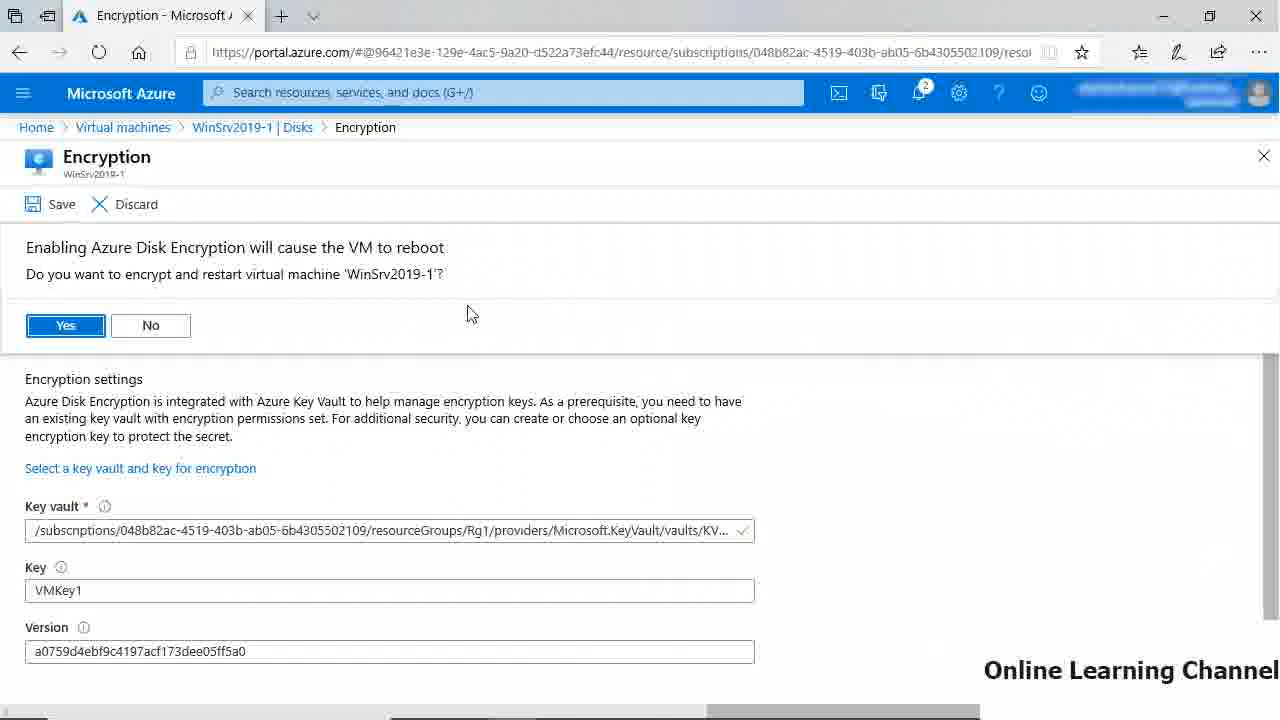 Encryption - Microsoft A
https://portal.azure.com/#@96421e3e-129e-4ac5-9a20-d522a73efc44/resource/subscriptions/048b82ac-4519-403b-ab05-6b4305502109/resou
Microsoft Azure
Search resources, services, and docs (G+/)
2
Home > Virtual machines > WinSrv2019-1 | Disks > Encryption
Encryption
WinSrv2019-1
Save Discard
Enabling Azure Disk Encryption will cause the VM to reboot
Do you want to encrypt and restart virtual machine 'WinSrv2019-1'?
Yes No
Encryption settings
Azure Disk Encryption is integrated with Azure Key Vault to help manage encryption keys. As a prerequisite, you need to have
an existing key vault with encryption permissions set. For additional security, you can create or choose an optional key
encryption key to protect the secret.
Select a key vault and key for encryption
Key vault *
/subscriptions/048b82ac-4519-403b-ab05-6b4305502109/resourceGroups/Rg1/providers/Microsoft.KeyVault/vaults/KV...
Key
VMKey1
Version
a0759d4ebf9c4197acf173dee05ff5a0
Online Learning Channel